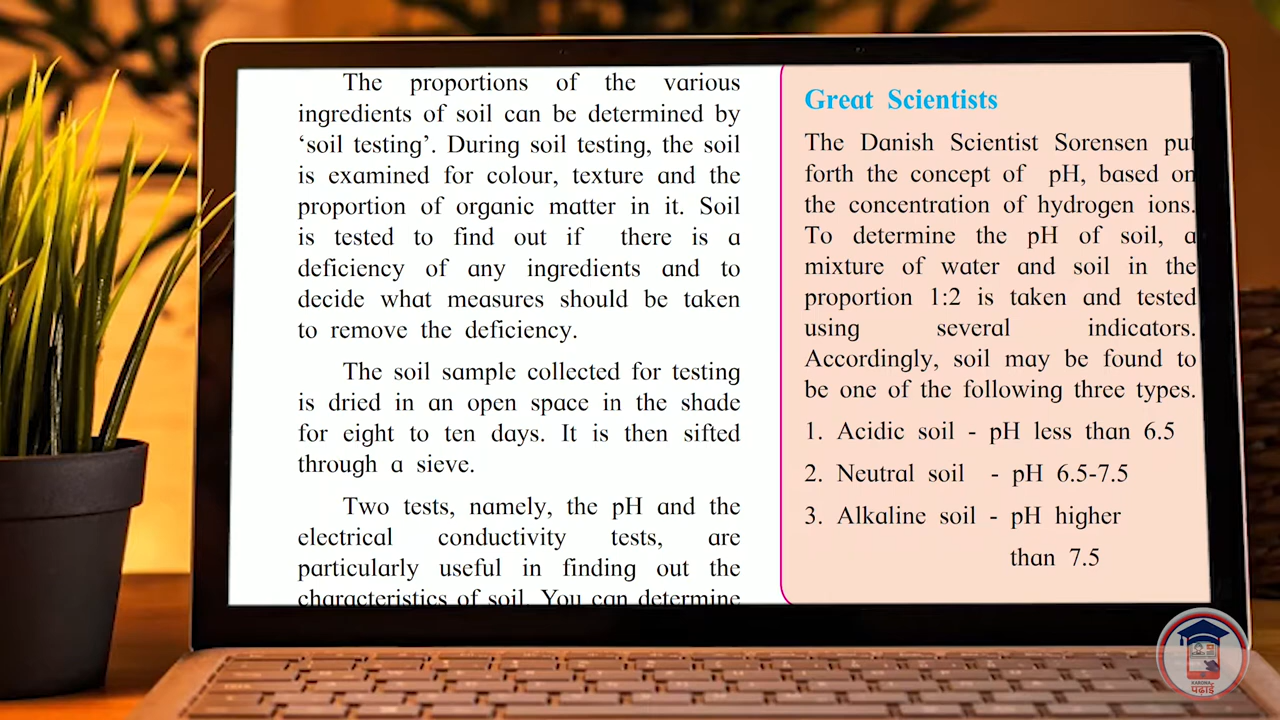 The proportions of the various
ingredients of soil can be determined by
‘soil testing’. During soil testing, the soil
is examined for colour, texture and the
proportion of organic matter in it. Soil
is tested to find out if there is a
deficiency of any ingredients and to
decide what measures should be taken
to remove the deficiency.
The soil sample collected for testing
is dried in an open space in the shade
for eight to ten days. It is then sifted
through a sieve.
Two tests, namely, the pH and the
electrical conductivity tests, are
particularly useful in finding out the
characteristics of soil. You can determine
Great Scientists
The Danish Scientist Sorensen put
forth the concept of pH, based on
the concentration of hydrogen ions.
To determine the pH of soil, a
mixture of water and soil in the
proportion 1:2 is taken and tested
using several indicators.
Accordingly, soil may be found to
be one of the following three types.
1. Acidic soil - pH less than 6.5
2. Neutral soil - pH 6.5-7.5
3. Alkaline soil - pH higher
than 7.5
KARONA
पढ़ाई